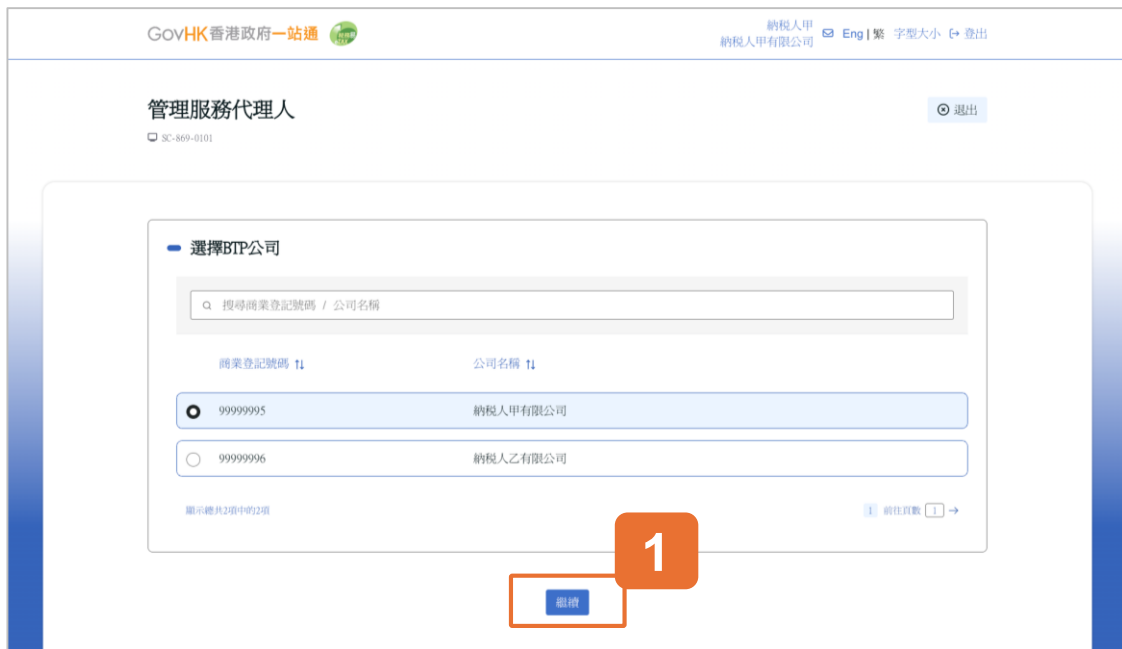 GovHK香港政府一站通
納税人甲
納税人甲有限公司
Eng | 繁 字型大小 登出
管理服務代理人
退出
SC-869-0101
選擇BTP公司
搜尋商業登記號碼 / 公司名稱
商業登記號碼 公司名稱
99999995 納税人甲有限公司
99999996 納税人乙有限公司
顯示總共2項中的2項
1 前往頁數 1
1
繼續